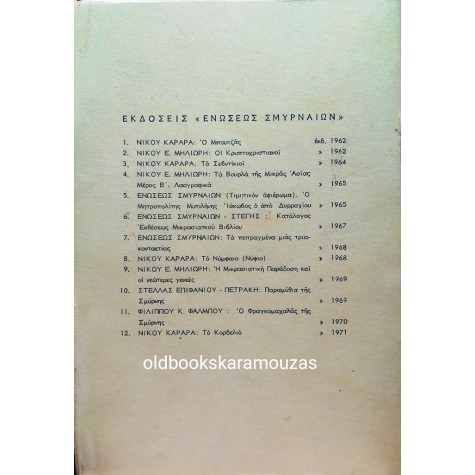 ΕΚΔΟΣΕΙΣ «ΕΝΩΣΕΩΣ ΣΜΥΡΝΑΙΩΝ»
1. ΝΙΚΟΥ ΚΑΡΑΡΑ: Ὁ Μπουτζᾶς ἐκδ. 1962
2. ΝΙΚΟΥ Ε. ΜΗΛΙΩΡΗ: Οἱ Κρυπτοχριστιανοί » 1962
3. ΝΙΚΟΥ ΚΑΡΑΡΑ: Τὸ Σεβντίκιοϊ » 1964
4. ΝΙΚΟΥ Ε. ΜΗΛΙΩΡΗ: Τὰ Βουρλὰ τῆς Μικρᾶς Ἀσίας
Μέρος Β΄. Λαογραφικά » 1965
5. ΕΝΩΣΕΩΣ ΣΜΥΡΝΑΙΩΝ (Τιμητικὸν ἀφιέρωμα). Ὁ
Μητροπολίτης Μυτιλήνης Ἰάκωβος ὁ ἀπὸ Δυρραχίου » 1965
6. ΕΝΩΣΕΩΣ ΣΜΥΡΝΑΙΩΝ - ΣΤΕΓΗΣ : Κατάλογος
Ἐκθέσεως Μικρασιατικοῦ Βιβλίου » 1967
7. ΕΝΩΣΕΩΣ ΣΜΥΡΝΑΙΩΝ: Τὰ πεπραγμένα μιᾶς τρια-
κονταετίας » 1968
8. ΝΙΚΟΥ ΚΑΡΑΡΑ: Τὸ Νύμφαιο (Νύφιο) » 1968
9. ΝΙΚΟΥ Ε. ΜΗΛΙΩΡΗ: Ἡ Μικρασιατικὴ Παράδοση καὶ
οἱ νεώτερες γενεές » 1969
10. ΣΤΕΛΛΑΣ ΕΠΙΦΑΝΙΟΥ - ΠΕΤΡΑΚΗ: Παραμύθια τῆς
Σμύρνης » 1969
11. ΦΙΛΙΠΠΟΥ Κ. ΦΑΛΜΠΟΥ : Ὁ Φραγκομαχαλᾶς τῆς
Σμύρνης » 1970
12. ΝΙΚΟΥ ΚΑΡΑΡΑ: Τὸ Κορδελιό » 1971
oldbookskaramouzas